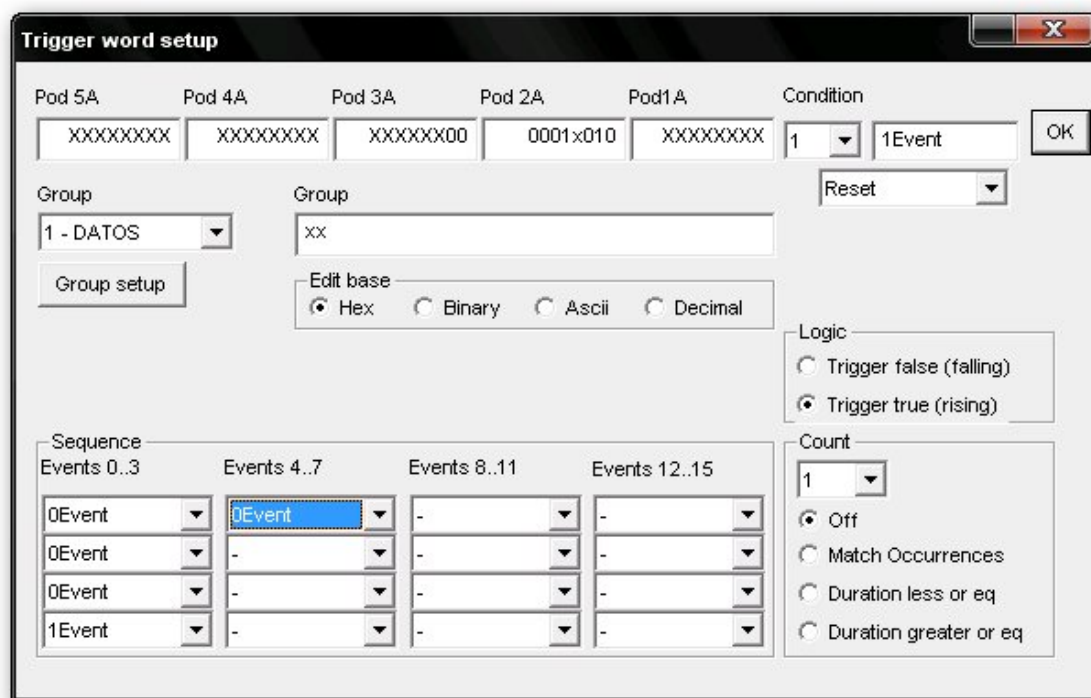 Trigger word setup
Pod 5A Pod 4A Pod 3A Pod 2A Pod1A Condition
XXXXXXXX XXXXXXXX XXXXXX00 0001x010 XXXXXXXX 1 1Event OK
Reset
Group Group
1 - DATOS xx
Group setup
Edit base
Hex Binary Ascii Decimal
Logic
Trigger false (falling)
Trigger true (rising)
Sequence
Events 0..3 Events 4..7 Events 8..11 Events 12..15
0Event 0Event - -
0Event - - -
0Event - - -
1Event - - -
Count
1
Off
Match Occurrences
Duration less or eq
Duration greater or eq